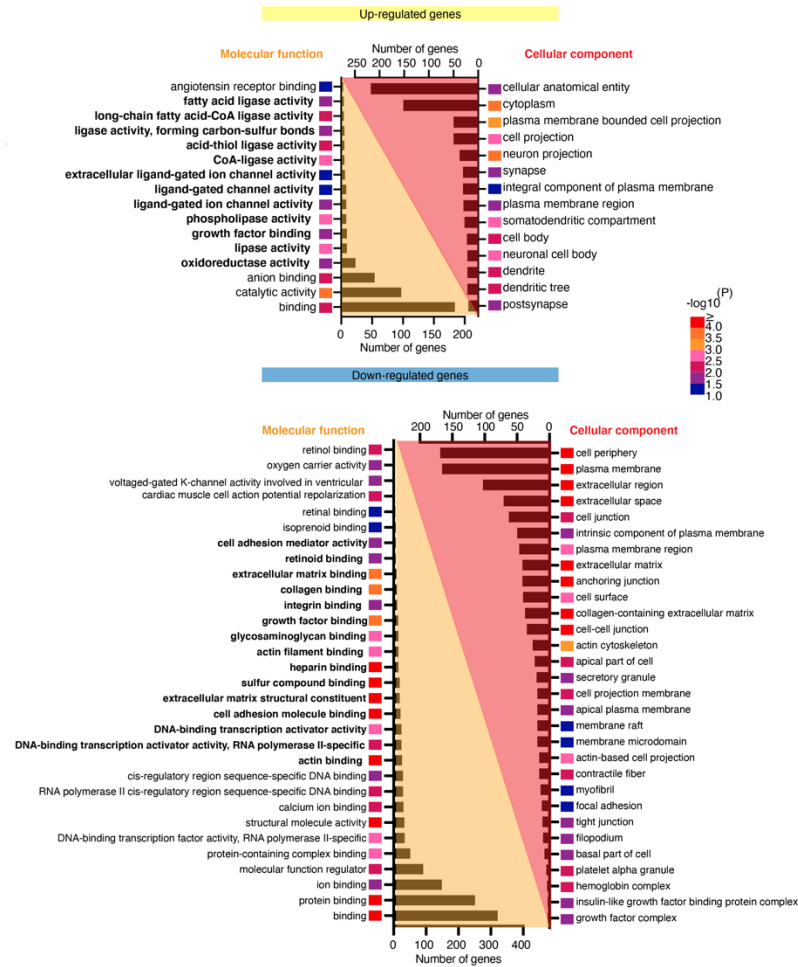 Up-regulated genes
Molecular function
Number of genes
Cellular component
250 200 150 100 50 0
angiotensin receptor binding
fatty acid ligase activity
long-chain fatty acid-CoA ligase activity
ligase activity, forming carbon-sulfur bonds
acid-thiol ligase activity
CoA-ligase activity
extracellular ligand-gated ion channel activity
ligand-gated channel activity
ligand-gated ion channel activity
phospholipase activity
growth factor binding
lipase activity
oxidoreductase activity
anion binding
catalytic activity
binding
cellular anatomical entity
cytoplasm
plasma membrane bounded cell projection
cell projection
neuron projection
synapse
integral component of plasma membrane
plasma membrane region
somatodendritic compartment
cell body
neuronal cell body
dendrite
dendritic tree
postsynapse
0 50 100 150 200
Number of genes
-log10 (P)
≥
4.0
3.5
3.0
2.5
2.0
1.5
1.0
Down-regulated genes
Molecular function
Number of genes
Cellular component
200 150 100 50 0
retinol binding
oxygen carrier activity
voltaged-gated K-channel activity involved in ventricular
cardiac muscle cell action potential repolarization
retinal binding
isoprenoid binding
cell adhesion mediator activity
retinoid binding
extracellular matrix binding
collagen binding
integrin binding
growth factor binding
glycosaminoglycan binding
actin filament binding
heparin binding
sulfur compound binding
extracellular matrix structural constituent
cell adhesion molecule binding
DNA-binding transcription activator activity
DNA-binding transcription activator activity, RNA polymerase II-specific
actin binding
cis-regulatory region sequence-specific DNA binding
RNA polymerase II cis-regulatory region sequence-specific DNA binding
calcium ion binding
structural molecule activity
DNA-binding transcription factor activity, RNA polymerase II-specific
protein-containing complex binding
molecular function regulator
ion binding
protein binding
binding
cell periphery
plasma membrane
extracellular region
extracellular space
cell junction
intrinsic component of plasma membrane
plasma membrane region
extracellular matrix
anchoring junction
cell surface
collagen-containing extracellular matrix
cell-cell junction
actin cytoskeleton
apical part of cell
secretory granule
cell projection membrane
apical plasma membrane
membrane raft
membrane microdomain
actin-based cell projection
contractile fiber
myofibril
focal adhesion
tight junction
filopodium
basal part of cell
platelet alpha granule
hemoglobin complex
insulin-like growth factor binding protein complex
growth factor complex
0 100 200 300 400
Number of genes